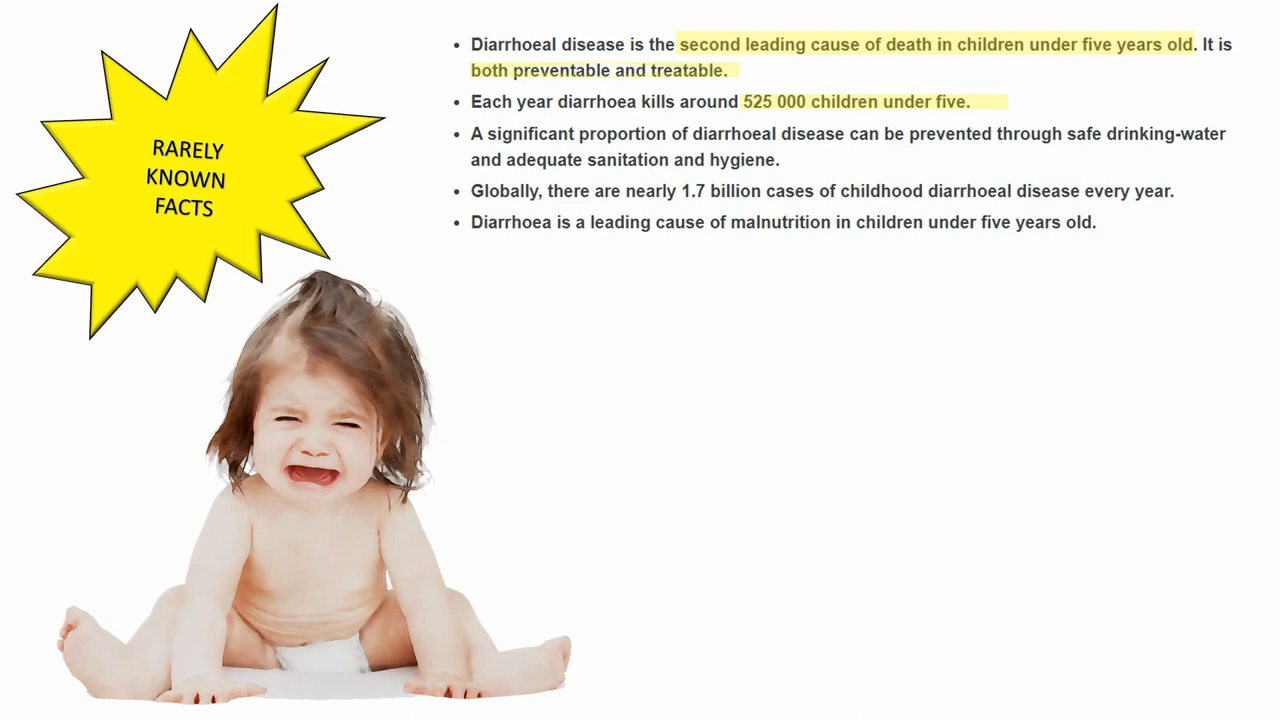 RARELY
KNOWN
FACTS
• Diarrhoeal disease is the second leading cause of death in children under five years old. It is
both preventable and treatable.
• Each year diarrhoea kills around 525 000 children under five.
• A significant proportion of diarrhoeal disease can be prevented through safe drinking-water
and adequate sanitation and hygiene.
• Globally, there are nearly 1.7 billion cases of childhood diarrhoeal disease every year.
• Diarrhoea is a leading cause of malnutrition in children under five years old.